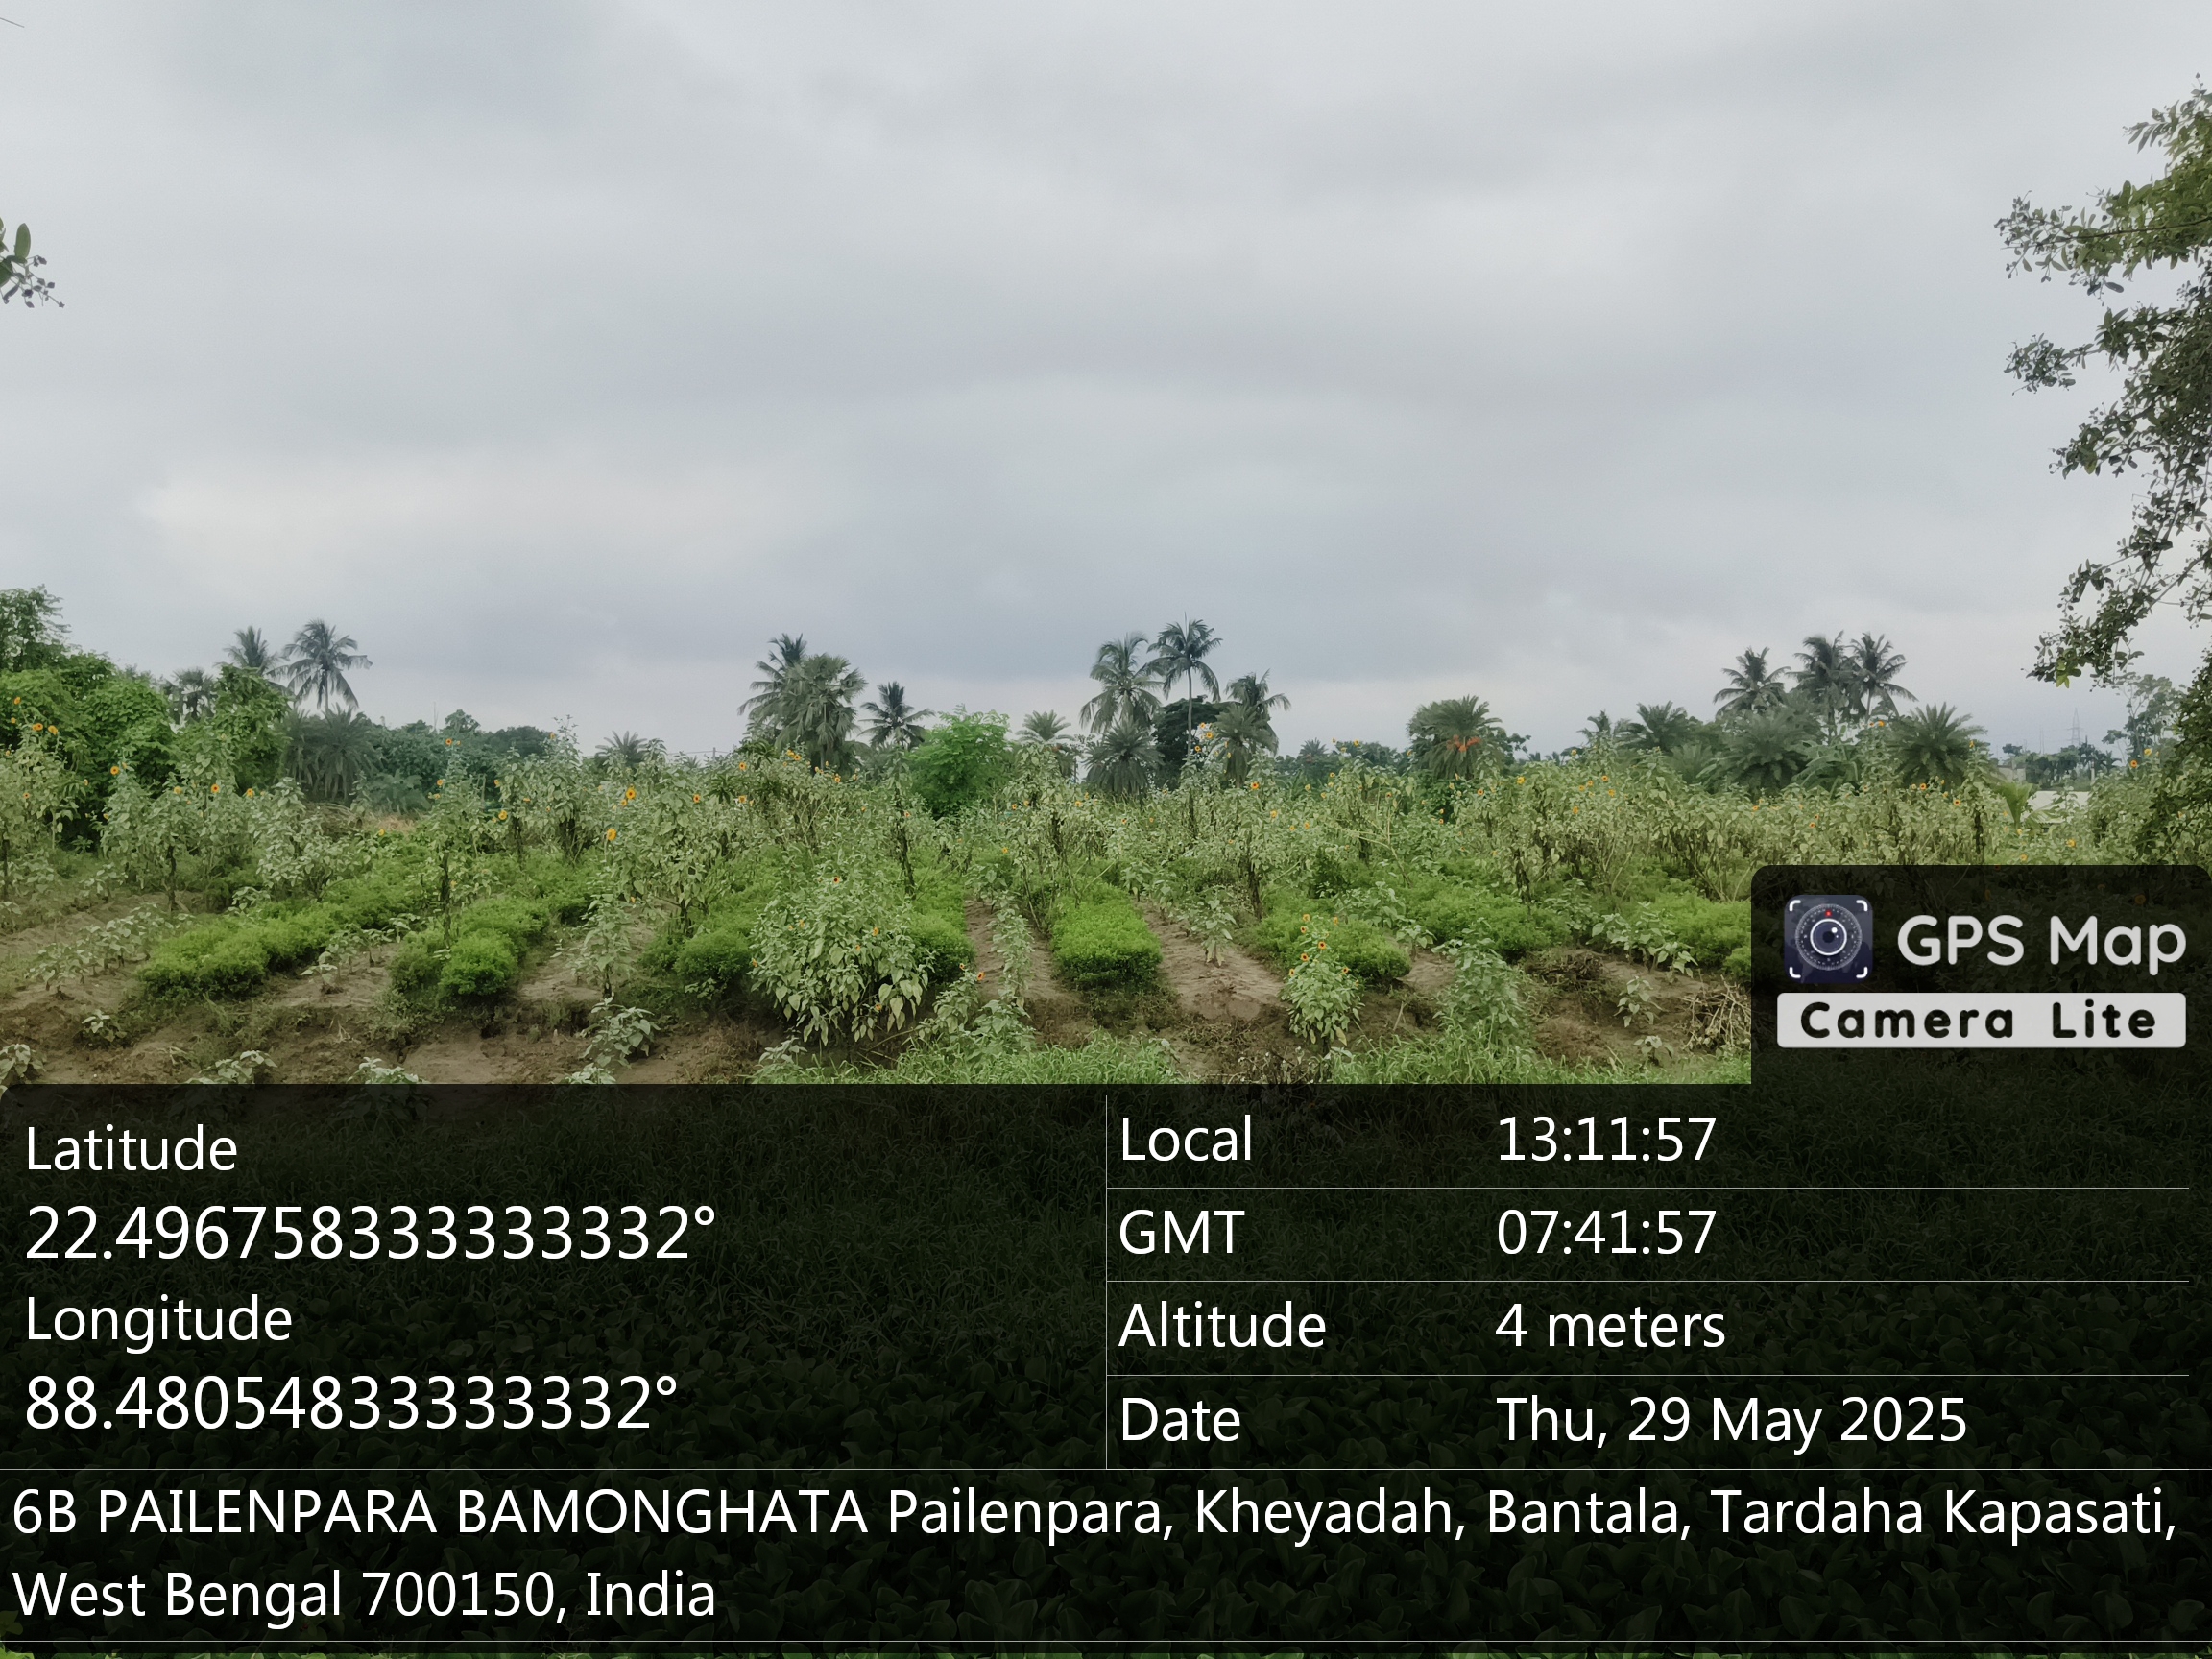 GPS Map
Camera Lite
Latitude
22.496758333333332°
Longitude
88.48054833333332°
Local 13:11:57
GMT 07:41:57
Altitude 4 meters
Date Thu, 29 May 2025
6B PAILENPARA BAMONGHATA Pailenpara, Kheyadah, Bantala, Tardaha Kapasati,
West Bengal 700150, India